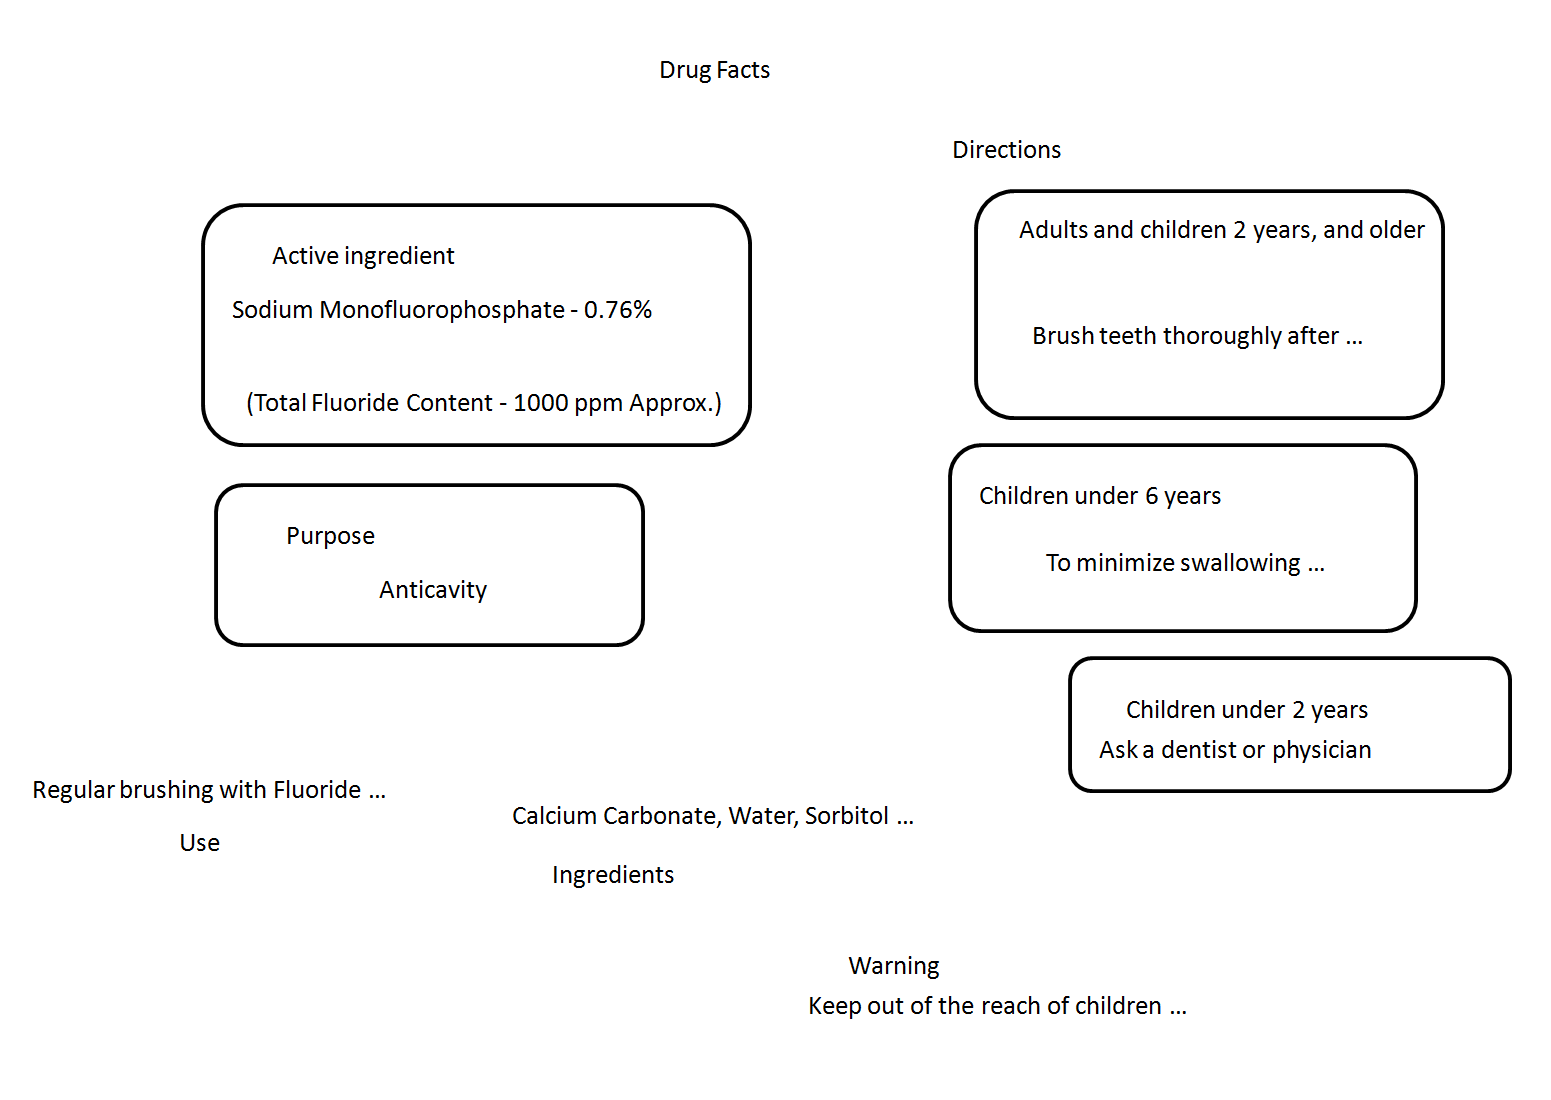 Drug Facts
Active ingredient
Sodium Monofluorophosphate - 0.76%
(Total Fluoride Content - 1000 ppm Approx.)
Purpose
Anticavity
Regular brushing with Fluoride ...
Use
Calcium Carbonate, Water, Sorbitol ...
Ingredients
Directions
Adults and children 2 years, and older
Brush teeth thoroughly after ...
Children under 6 years
To minimize swallowing ...
Children under 2 years
Ask a dentist or physician
Warning
Keep out of the reach of children ...